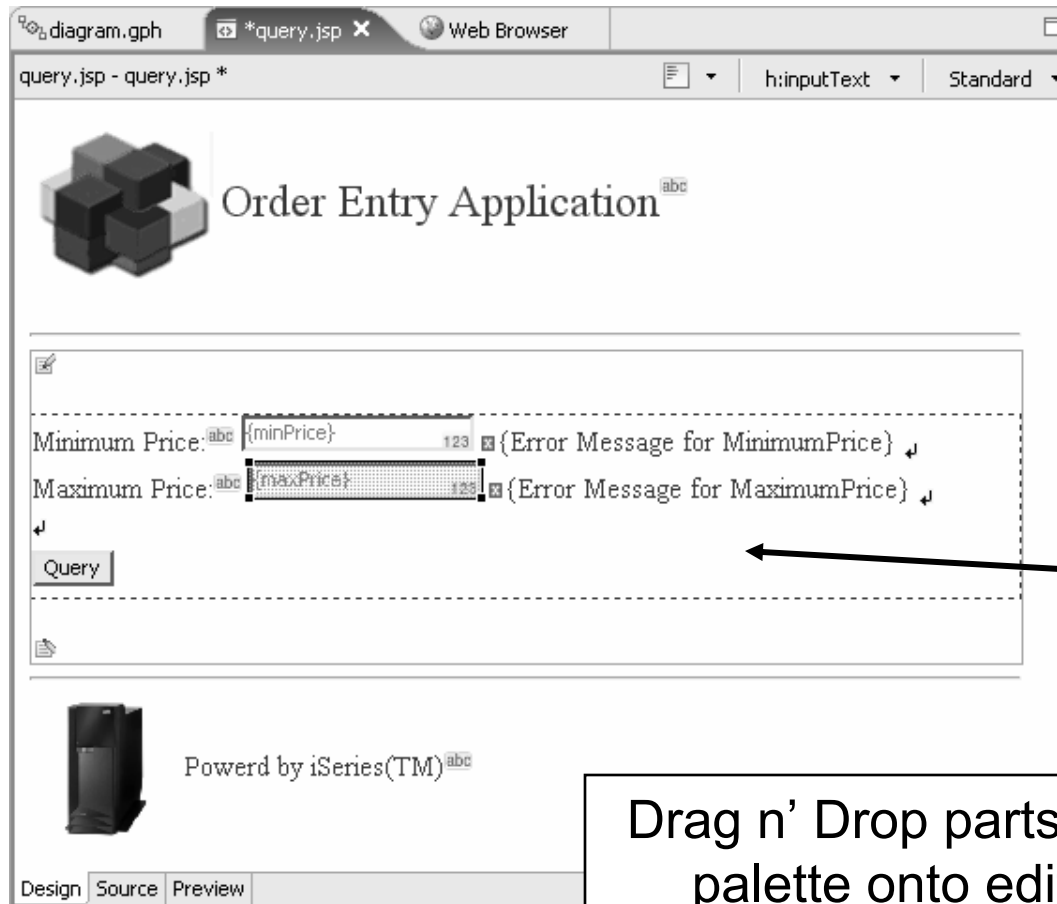 diagram.gph *query.jsp Web Browser
query.jsp - query.jsp * h:inputText Standard
Order Entry Application abc
Minimum Price: abc {minPrice} 123 {Error Message for MinimumPrice}
Maximum Price: abc {maxPrice} 123 {Error Message for MaximumPrice}
Query
Powerd by iSeries(TM) abc
Drag n’ Drop parts
palette onto edi
Design Source Preview